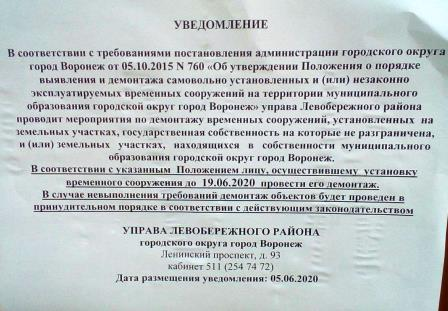 УВЕДОМЛЕНИЕ
В соответствии с требованиями постановления администрации городского округа
город Воронеж от 05.10.2015 N 760 «Об утверждении Положения о порядке
выявления и демонтажа самовольно установленных и (или) незаконно
эксплуатируемых временных сооружений на территории муниципального
образования городской округ город Воронеж» управа Левобережного района
проводит мероприятия по демонтажу временных сооружений, установленных на
земельных участках, государственная собственность на которые не разграничена,
и (или) земельных участках, находящихся в собственности муниципального
образования городской округ город Воронеж.
В соответствии с указанным Положением лицу, осуществившему установку
временного сооружения до 19.06.2020 провести его демонтаж.
В случае невыполнения требований демонтаж объектов будет проведен в
принудительном порядке в соответствии с действующим законодательством
УПРАВА ЛЕВОБЕРЕЖНОГО РАЙОНА
городского округа город Воронеж
Ленинский проспект, д. 93
кабинет 511 (254 74 72)
Дата размещения уведомления: 05.06.2020